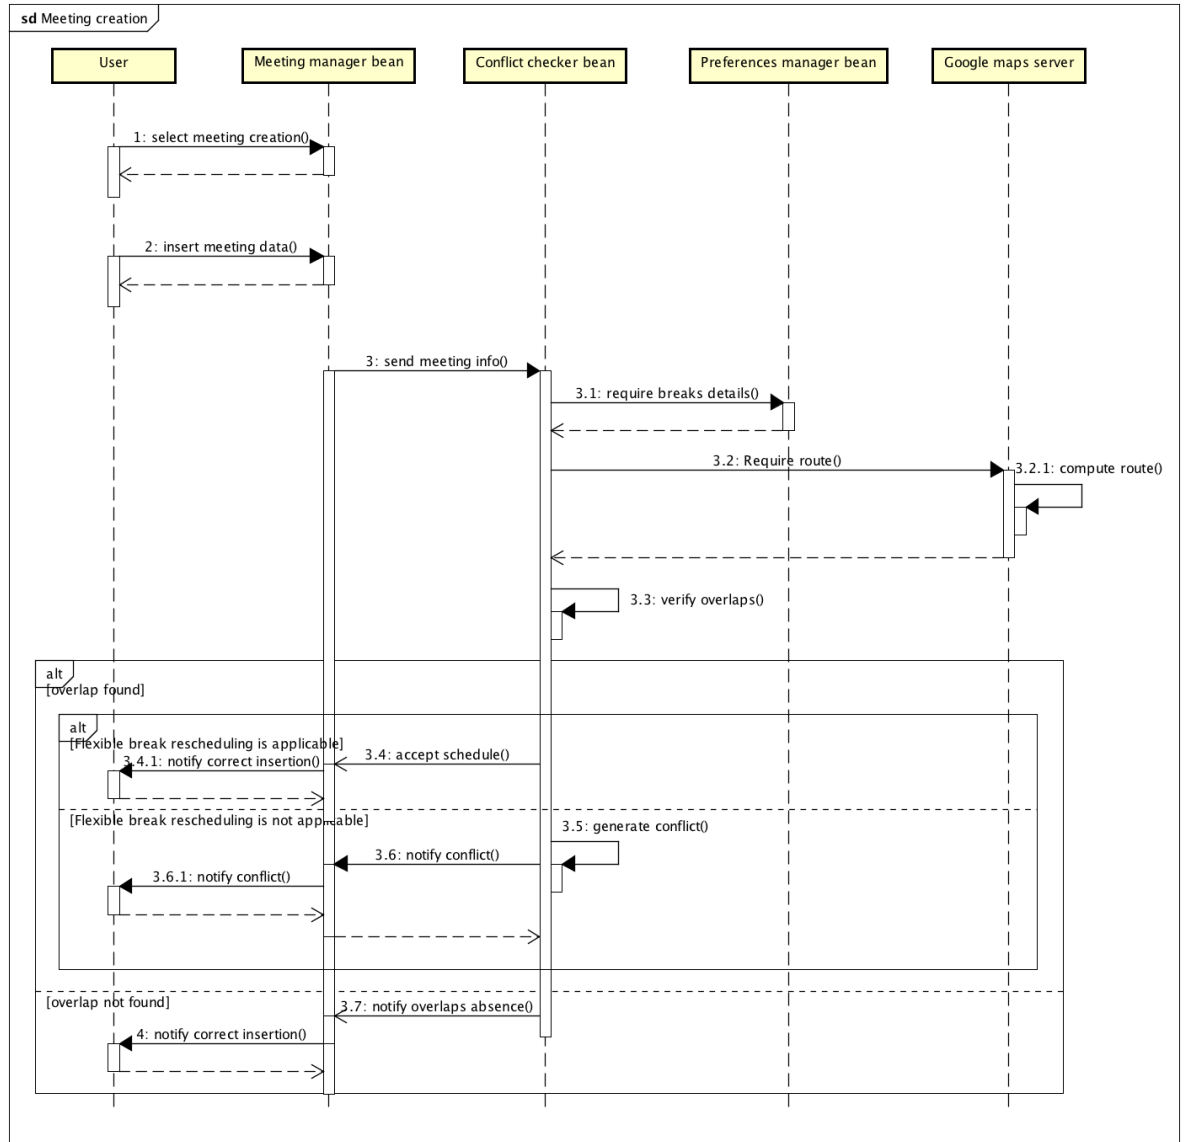 sd Meeting creation
User
Meeting manager bean
Conflict checker bean
Preferences manager bean
Google maps server
1: select meeting creation()
2: insert meeting data()
3: send meeting info()
3.1: require breaks details()
3.2: Require route()
3.2.1: compute route()
3.3: verify overlaps()
alt
[overlap found]
alt
[Flexible break rescheduling is applicable]
3.4: accept schedule()
3.4.1: notify correct insertion()
[Flexible break rescheduling is not applicable]
3.5: generate conflict()
3.6: notify conflict()
3.6.1: notify conflict()
[overlap not found]
3.7: notify overlaps absence()
4: notify correct insertion()